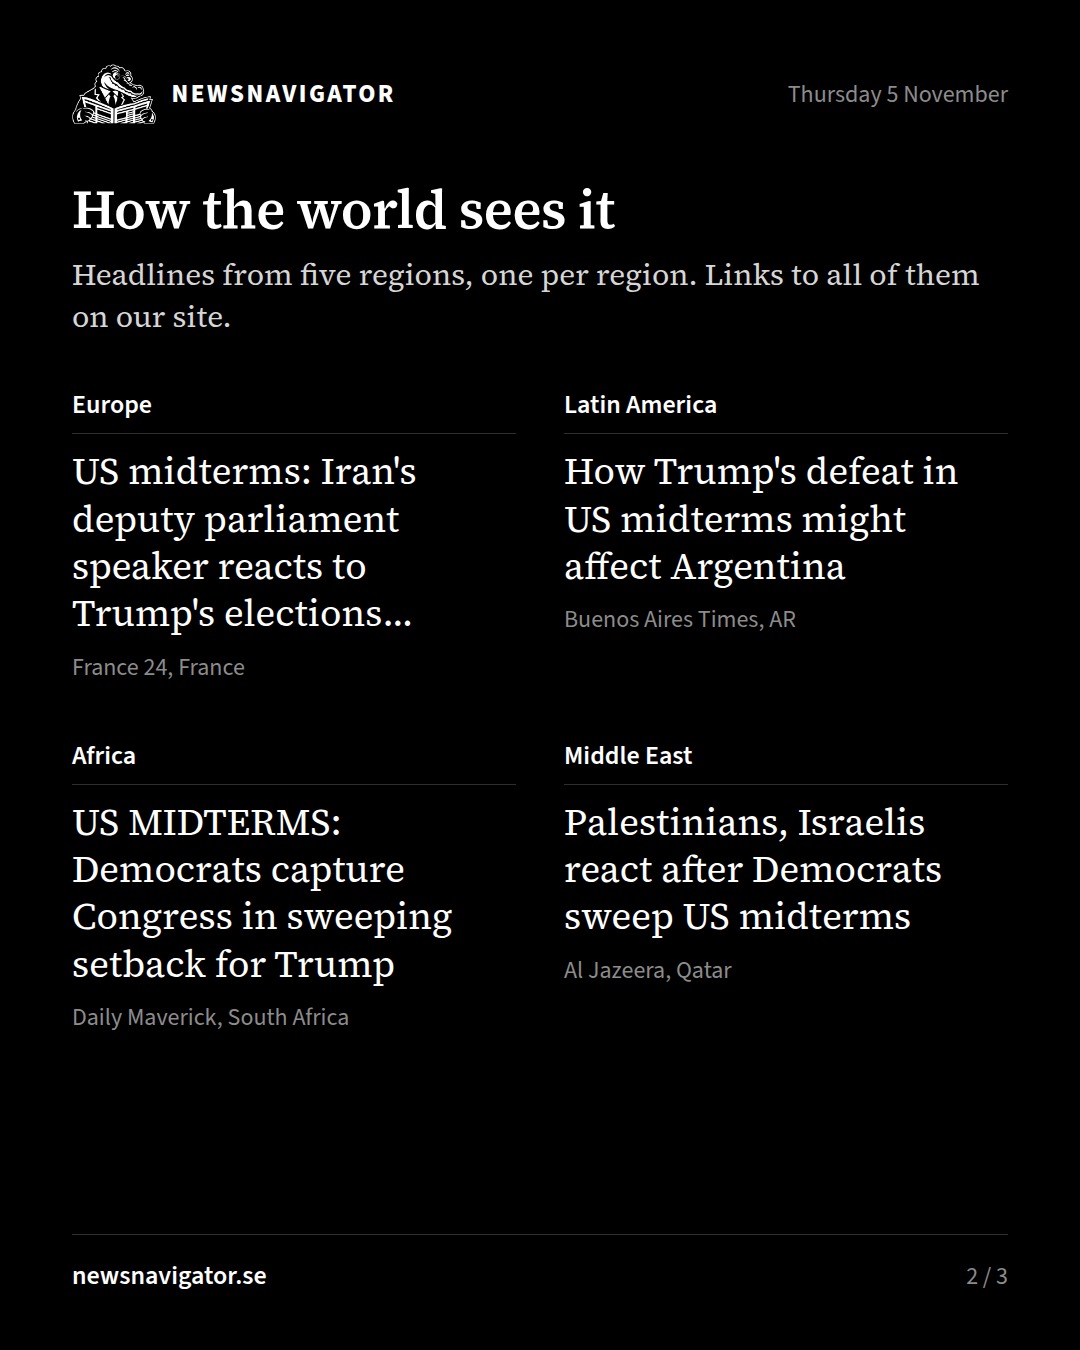 NEWSNAVIGATOR
Thursday 5 November
How the world sees it
Headlines from five regions, one per region. Links to all of them
on our site.
Europe
US midterms: Iran's
deputy parliament
speaker reacts to
Trump's elections...
France 24, France
Latin America
How Trump's defeat in
US midterms might
affect Argentina
Buenos Aires Times, AR
Africa
US MIDTERMS:
Democrats capture
Congress in sweeping
setback for Trump
Daily Maverick, South Africa
Middle East
Palestinians, Israelis
react after Democrats
sweep US midterms
Al Jazeera, Qatar
newsnavigator.se
2 / 3